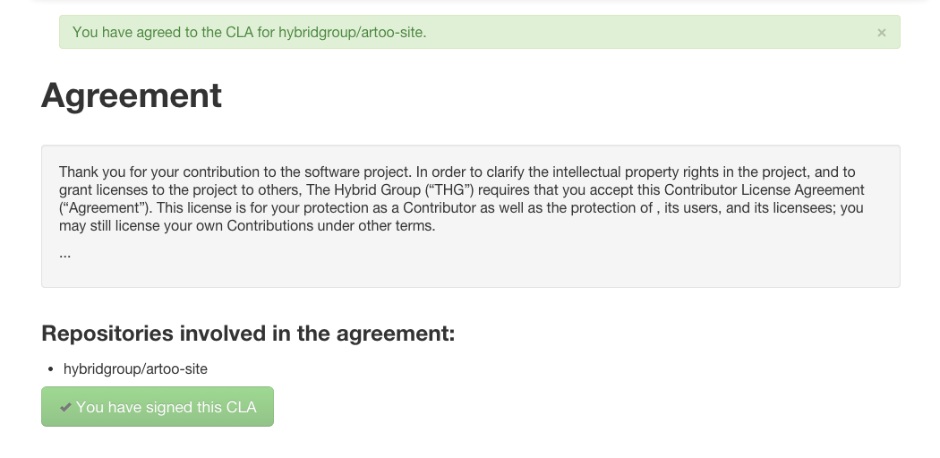 You have agreed to the CLA for hybridgroup/artoo-site.
×
Agreement
Thank you for your contribution to the software project. In order to clarify the intellectual property rights in the project, and to
grant licenses to the project to others, The Hybrid Group (“THG”) requires that you accept this Contributor License Agreement
(“Agreement”). This license is for your protection as a Contributor as well as the protection of , its users, and its licensees; you
may still license your own Contributions under other terms.
...
Repositories involved in the agreement:
• hybridgroup/artoo-site
✔ You have signed this CLA